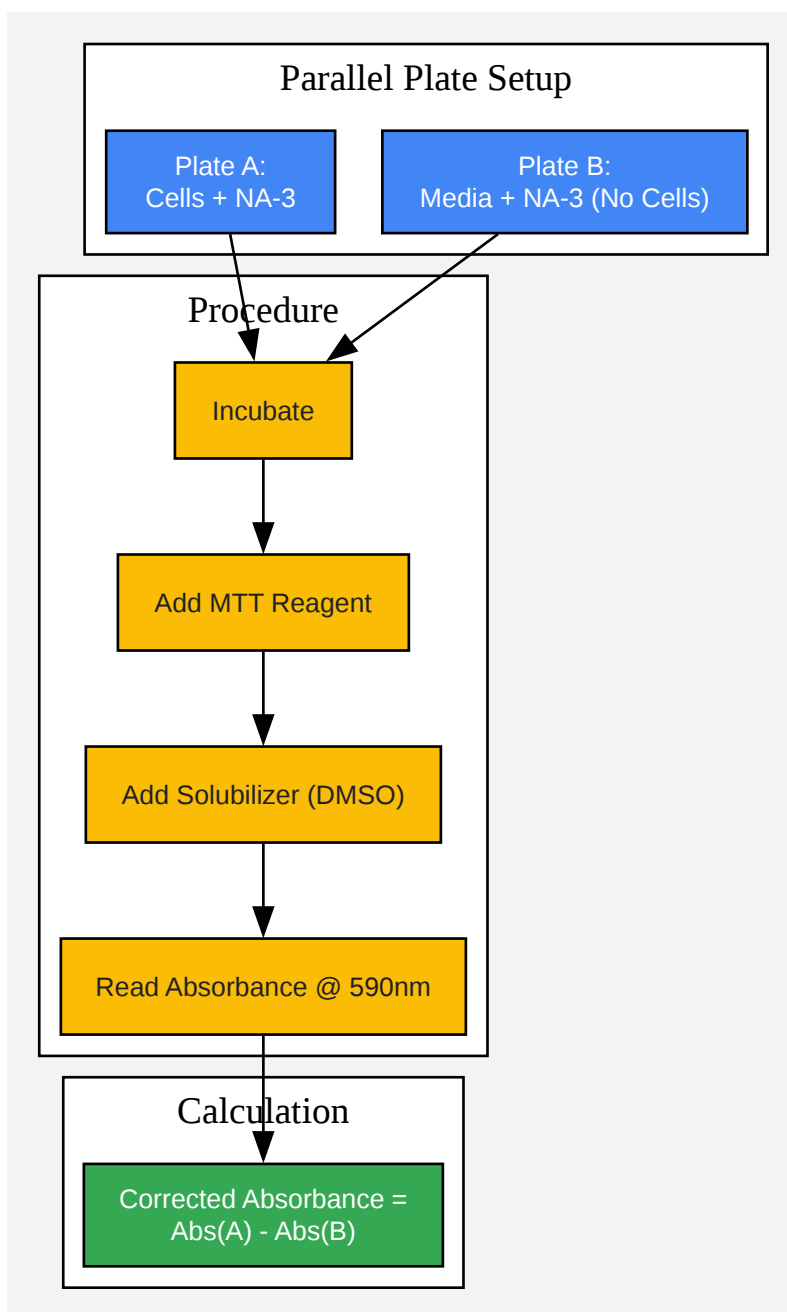 Parallel Plate Setup
Plate A:
Cells + NA-3
Plate B:
Media + NA-3 (No Cells)
Procedure
Incubate
Add MTT Reagent
Add Solubilizer (DMSO)
Read Absorbance @ 590nm
Calculation
Corrected Absorbance =
Abs(A) - Abs(B)